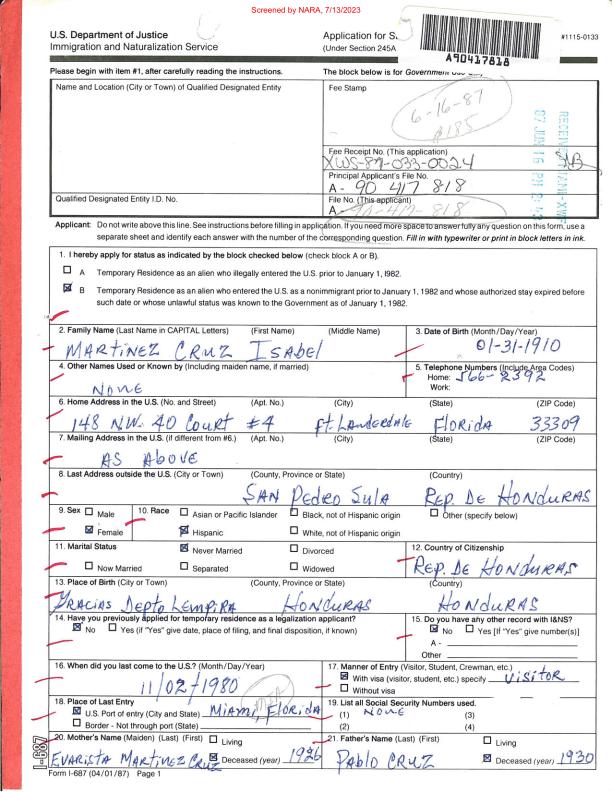 Screened by NARA, 7/13/2023
U.S. Department of Justice
Immigration and Naturalization Service
Application for S
(Under Section 245A
#1115-0133
A90417818
Please begin with item #1, after carefully reading the instructions.
The block below is for Government Use
Name and Location (City or Town) of Qualified Designated Entity
Fee Stamp
6-16-87
$185
87 JUN 16 PM 2:
RECEIVED
Fee Receipt No. (This application)
XWS-87-033-0024
Principal Applicant's File No.
A - 90 417 818
Qualified Designated Entity I.D. No.
File No. (This applicant)
A - 90-417-818
Applicant: Do not write above this line. See instructions before filling in application. If you need more space to answer fully any question on this form, use a
separate sheet and identify each answer with the number of the corresponding question. Fill in with typewriter or print in block letters in ink.
1. I hereby apply for status as indicated by the block checked below (check block A or B).
A Temporary Residence as an alien who illegally entered the U.S. prior to January 1, 1982.
B Temporary Residence as an alien who entered the U.S. as a nonimmigrant prior to January 1, 1982 and whose authorized stay expired before
such date or whose unlawful status was known to the Government as of January 1, 1982.
2. Family Name (Last Name in CAPITAL Letters) (First Name) (Middle Name) 3. Date of Birth (Month/Day/Year)
MARTINEZ CRUZ ISABEL 01-31-1910
4. Other Names Used or Known by (Including maiden name, if married) 5. Telephone Numbers (Include Area Codes)
NONE
Home: 566-2392
Work:
6. Home Address in the U.S. (No. and Street) (Apt. No.) (City) (State) (ZIP Code)
148 NW. 40 COURT #4 Ft. LAUDERDALE FLORIDA 33309
7. Mailing Address in the U.S. (if different from #6.) (Apt. No.) (City) (State) (ZIP Code)
AS ABOVE
8. Last Address outside the U.S. (City or Town) (County, Province or State) (Country)
SAN PEDRO SULA REP. DE HONDURAS
9. Sex Male 10. Race Asian or Pacific Islander Black, not of Hispanic origin Other (specify below)
Female Hispanic White, not of Hispanic origin
11. Marital Status Never Married Divorced 12. Country of Citizenship
Now Married Separated Widowed REP. DE HONDURAS
13. Place of Birth (City or Town) (County, Province or State) (Country)
GRACIAS DEPTO LEMPIRA HONDURAS HONDURAS
14. Have you previously applied for temporary residence as a legalization applicant? 15. Do you have any other record with I&NS?
No Yes (if "Yes" give date, place of filing, and final disposition, if known) No Yes [If "Yes" give number(s)]
A -
Other
16. When did you last come to the U.S.? (Month/Day/Year) 17. Manner of Entry (Visitor, Student, Crewman, etc.)
11/02/1980 With visa (visitor, student, etc.) specify VISITOR
Without visa
18. Place of Last Entry 19. List all Social Security Numbers used.
U.S. Port of entry (City and State) MIAMI, FLORIDA (1) NONE (3)
MIA
Border - Not through port (State) (2) (4)
20. Mother's Name (Maiden) (Last) (First) Living 21. Father's Name (Last) (First) Living
EVARISTA MARTINEZ CRUZ Deceased (year) 1926 PABLO CRUZ Deceased (year) 1930
I-687
Form I-687 (04/01/87) Page 1